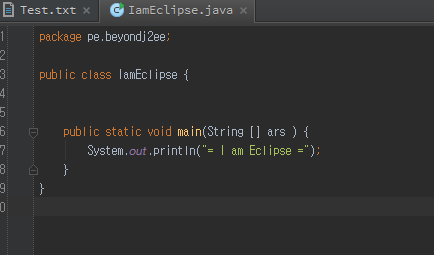 Test.txt × IamEclipse.java ×
1 package pe.beyondj2ee;
2
3 public class IamEclipse {
4
5
6 public static void main(String [] ars ) {
7 System.out.println("= I am Eclipse =");
8 }
9 }
0